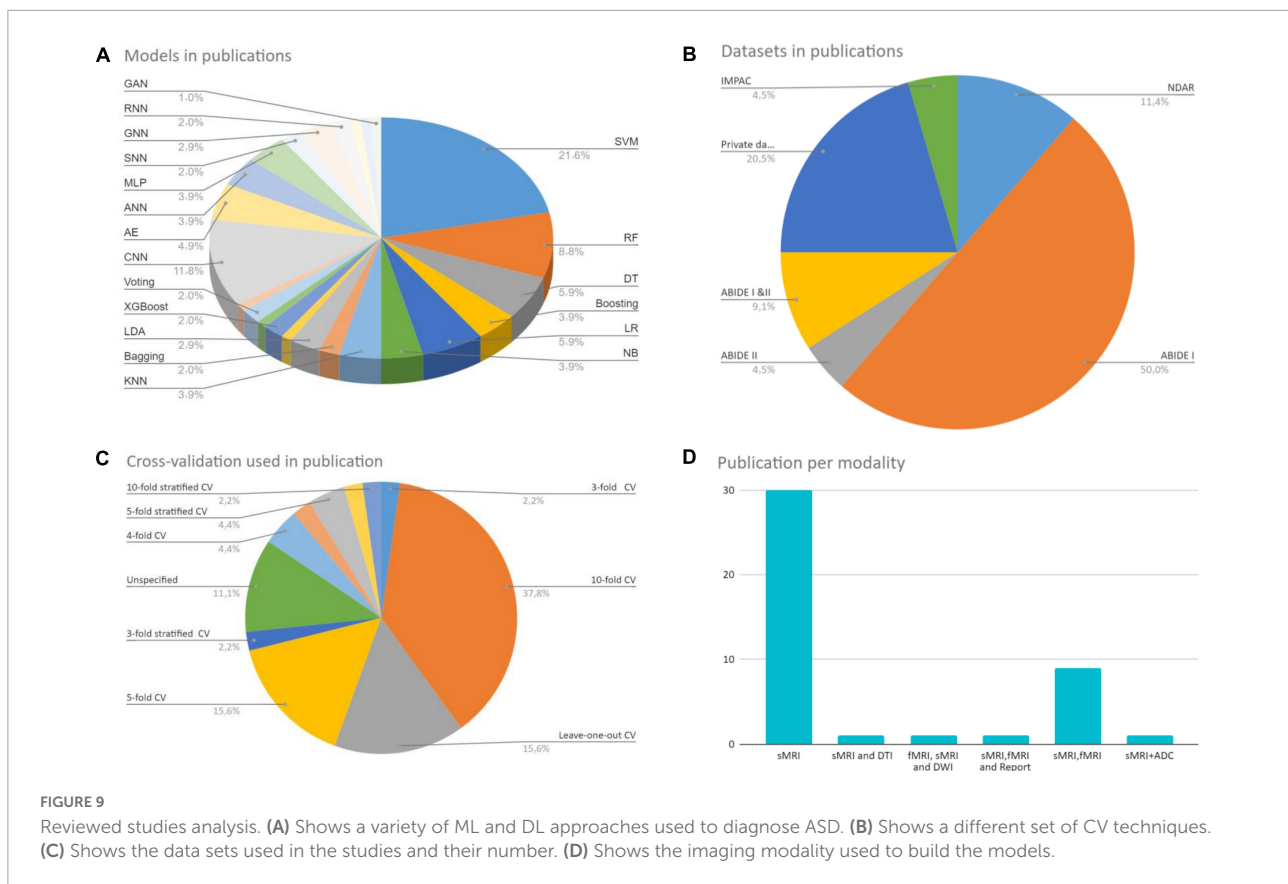 A Models in publications
GAN
1.0%
RNN
2.0%
GNN
2.9%
SNN
2.0%
MLP
3.9%
ANN
3.9%
AE
4.9%
CNN
11.8%
Voting
2.0%
XGBoost
2.0%
LDA
2.9%
Bagging
2.0%
KNN
3.9%
SVM
21.6%
RF
8.8%
DT
5.9%
Boosting
3.9%
LR
5.9%
NB
3.9%
B Datasets in publications
IMPAC
4,5%
Private da...
20,5%
ABIDE I &II
9,1%
ABIDE II
4,5%
NDAR
11,4%
ABIDE I
50,0%
C Cross-validation used in publication
10-fold stratified CV
2,2%
5-fold stratified CV
4,4%
4-fold CV
4,4%
Unspecified
11,1%
3-fold stratified CV
2,2%
5-fold CV
15,6%
3-fold CV
2,2%
10-fold CV
37,8%
Leave-one-out CV
15,6%
D Publication per modality
30
20
10
0
sMRI
sMRI and DTI
fMRI, sMRI
and DWI
sMRI,fMRI
and Report
sMRI,fMRI
sMRI+ADC
FIGURE 9
Reviewed studies analysis. (A) Shows a variety of ML and DL approaches used to diagnose ASD. (B) Shows a different set of CV techniques.
(C) Shows the data sets used in the studies and their number. (D) Shows the imaging modality used to build the models.